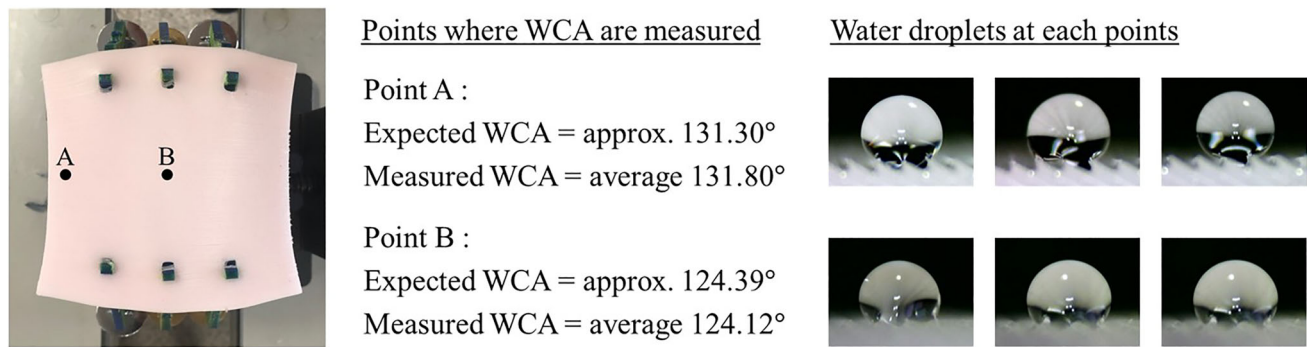 A
B
Points where WCA are measured
Point A :
Expected WCA = approx. 131.30°
Measured WCA = average 131.80°
Point B :
Expected WCA = approx. 124.39°
Measured WCA = average 124.12°
Water droplets at each points